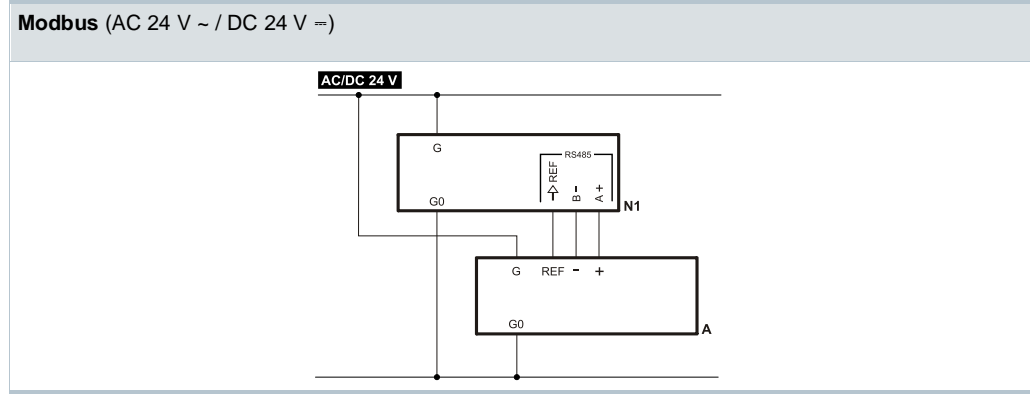 Modbus (AC 24 V ~ / DC 24 V ⎓)
AC/DC 24 V
G
RS485
REF
B -
A +
G0
N1
G REF - +
G0
A